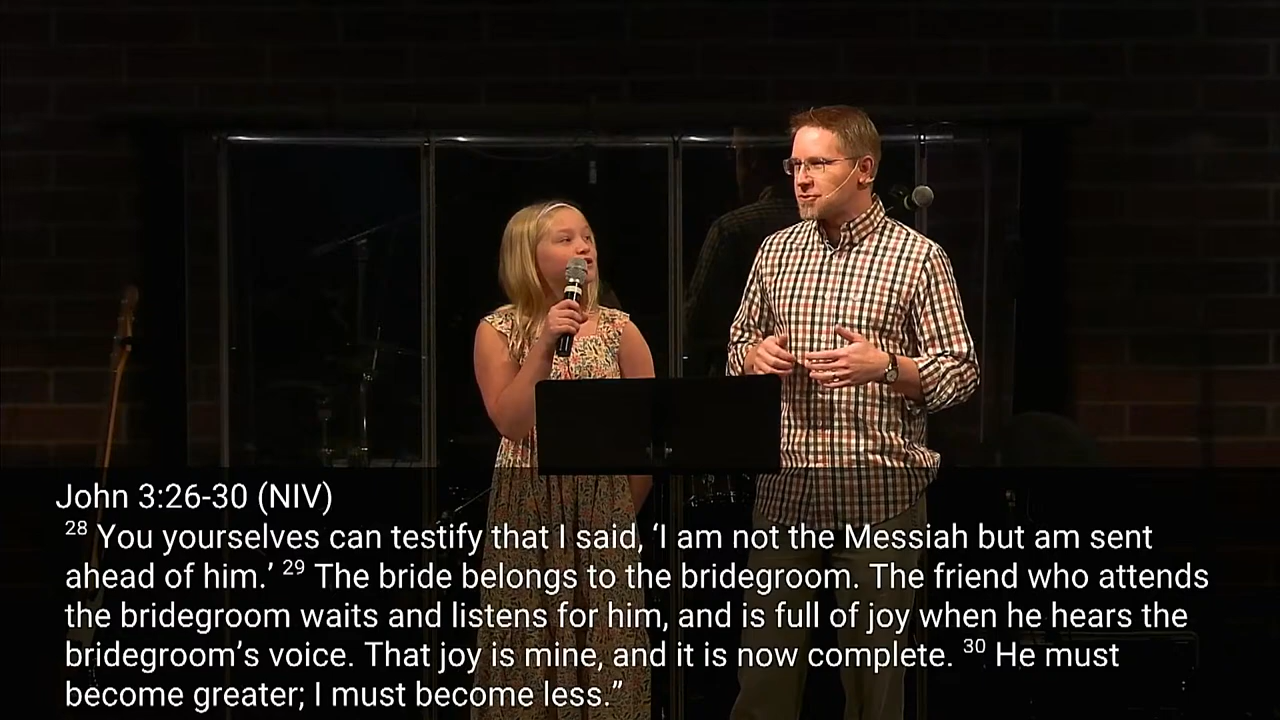 John 3:26-30 (NIV)
28 You yourselves can testify that I said, ‘I am not the Messiah but am sent
ahead of him.’ 29 The bride belongs to the bridegroom. The friend who attends
the bridegroom waits and listens for him, and is full of joy when he hears the
bridegroom’s voice. That joy is mine, and it is now complete. 30 He must
become greater; I must become less.”